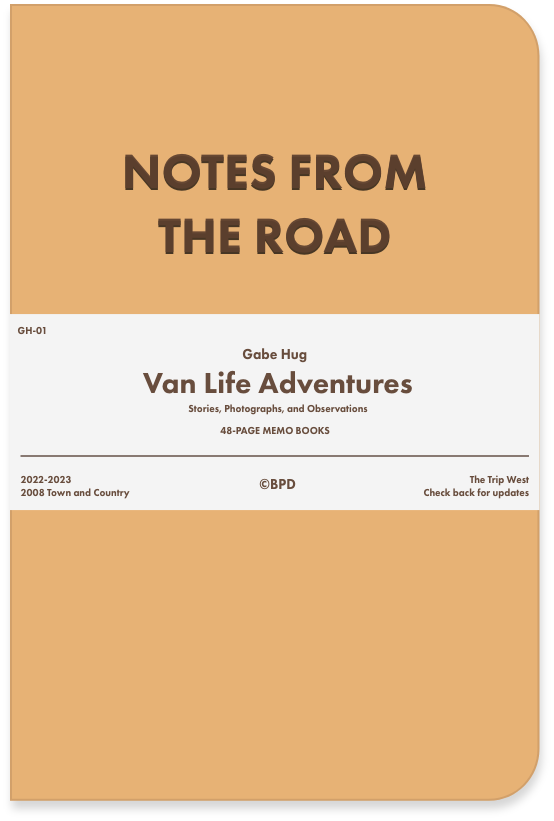 NOTES FROM
THE ROAD
GH-01
Gabe Hug
Van Life Adventures
Stories, Photographs, and Observations
48-PAGE MEMO BOOKS
2022-2023
2008 Town and Country
©BPD
The Trip West
Check back for updates